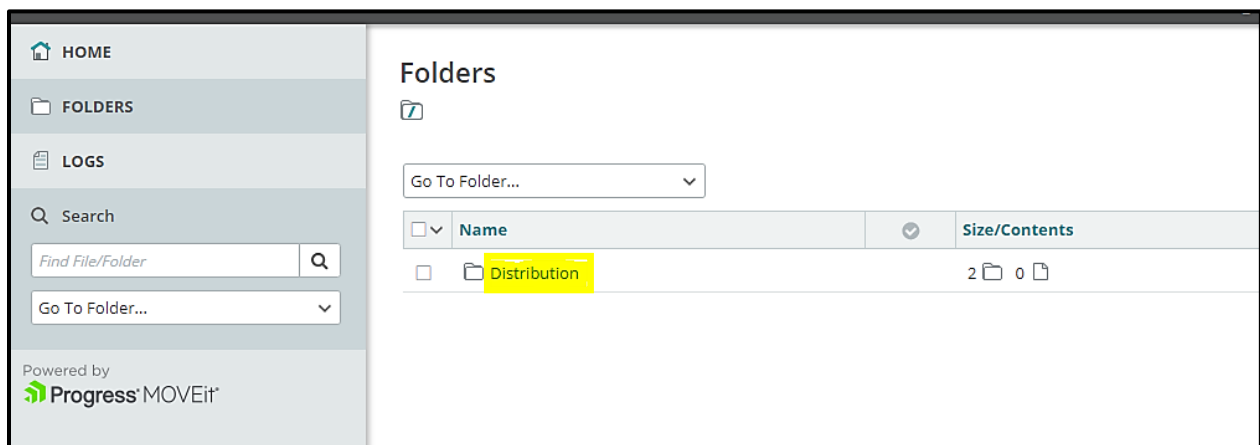 HOME
FOLDERS
LOGS
Search
Find File/Folder
Go To Folder...
Powered by
Progress® MOVEit®
Folders
Go To Folder...
Name Size/Contents
Distribution 2 0